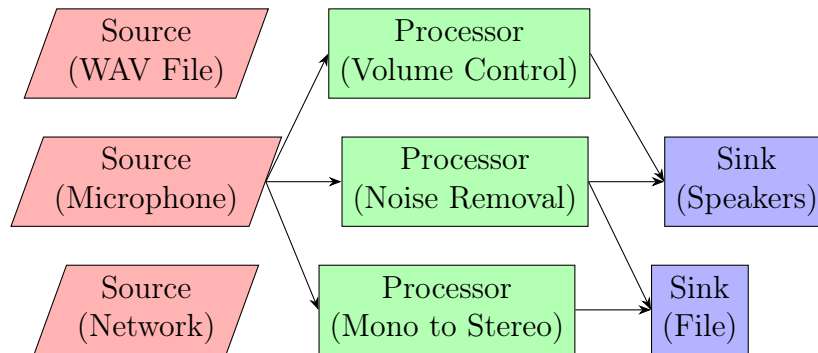 Source
(WAV File)
Processor
(Volume Control)
Source
(Microphone)
Processor
(Noise Removal)
Sink
(Speakers)
Source
(Network)
Processor
(Mono to Stereo)
Sink
(File)